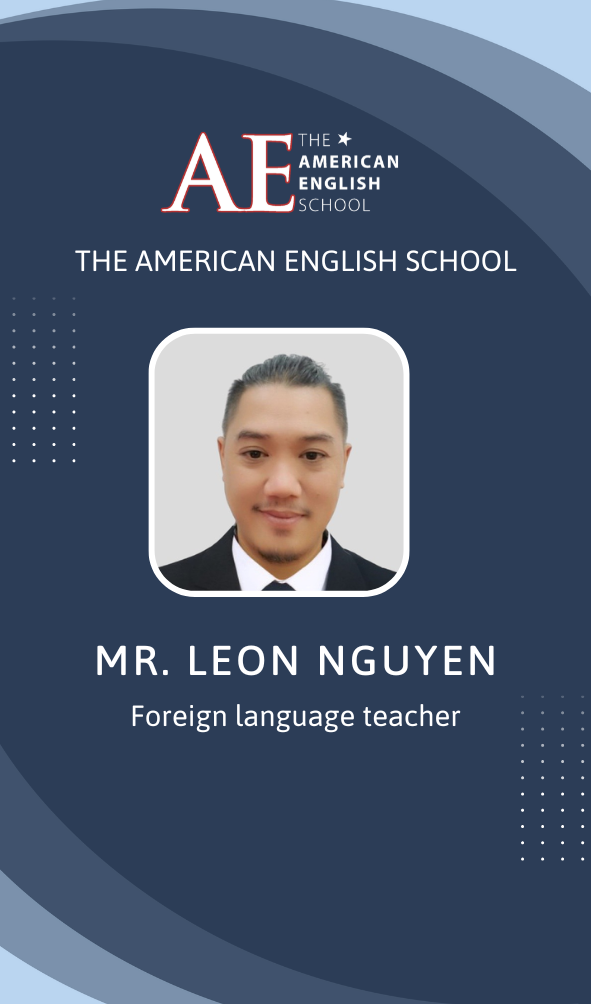 AE THE
AMERICAN
ENGLISH
SCHOOL
THE AMERICAN ENGLISH SCHOOL
MR. LEON NGUYEN
Foreign language teacher